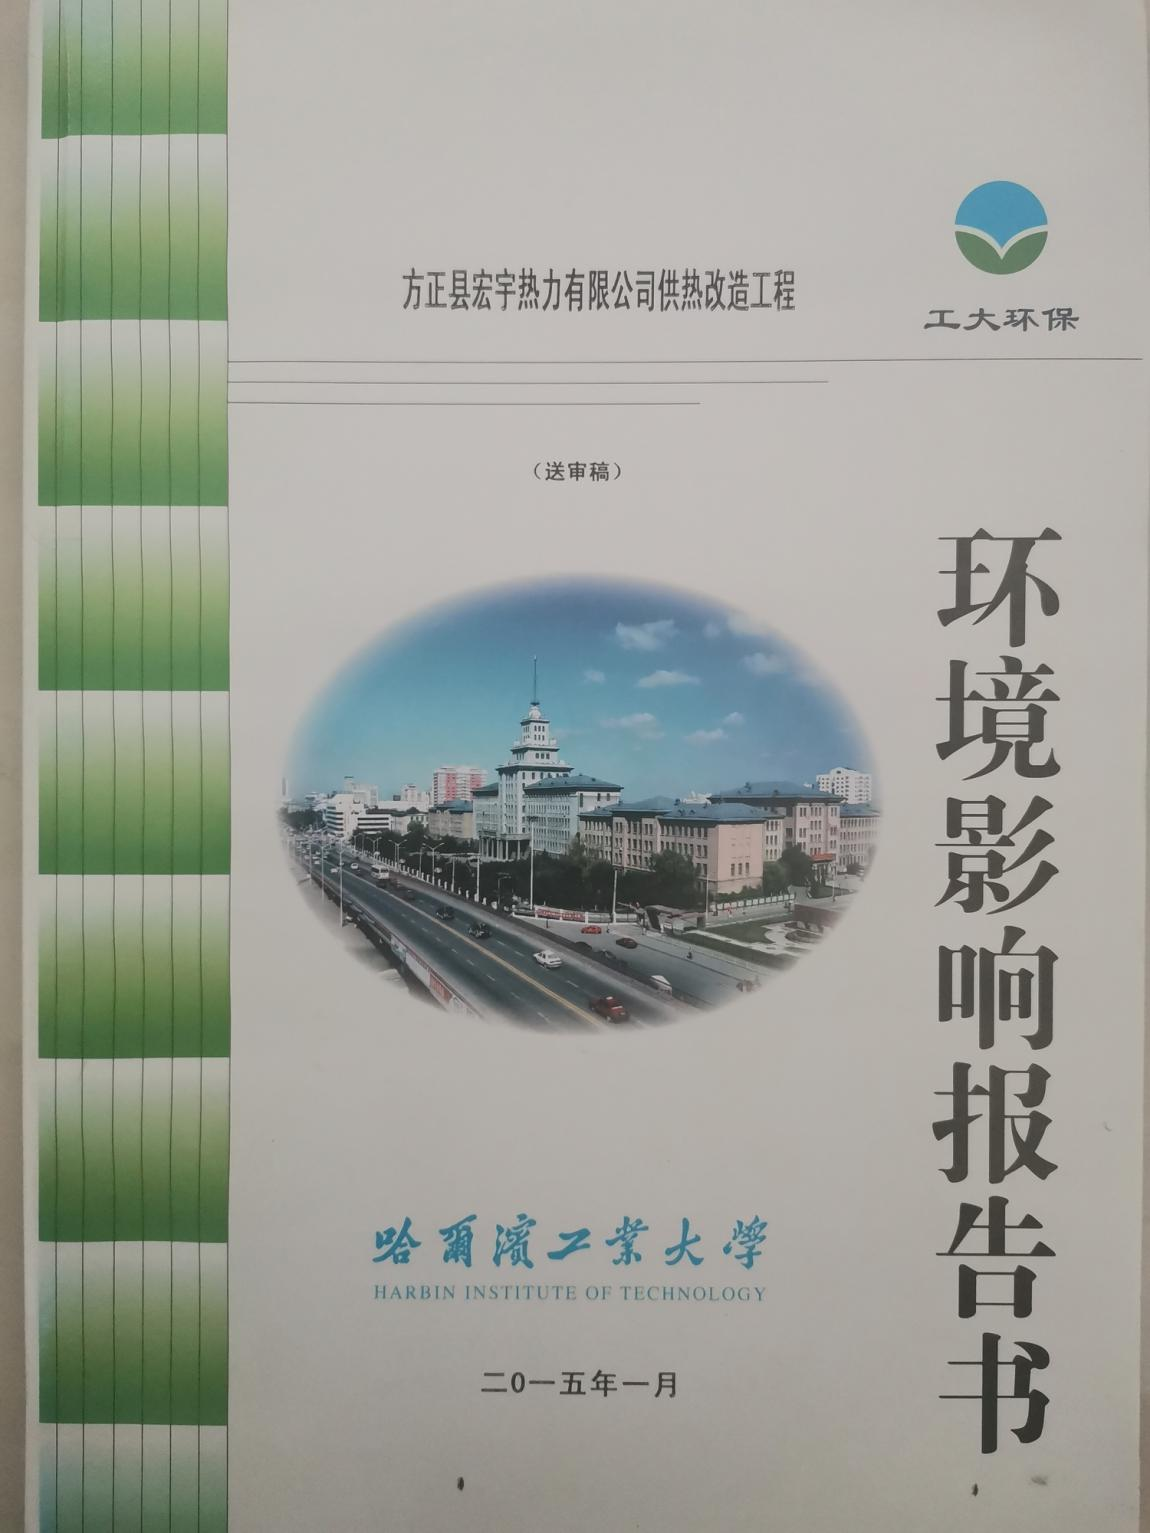 方正县宏宇热力有限公司供热改造工程
工大环保
（送审稿）
环境影响报告书
哈爾濱工業大學
HARBIN INSTITUTE OF TECHNOLOGY
二0一五年一月